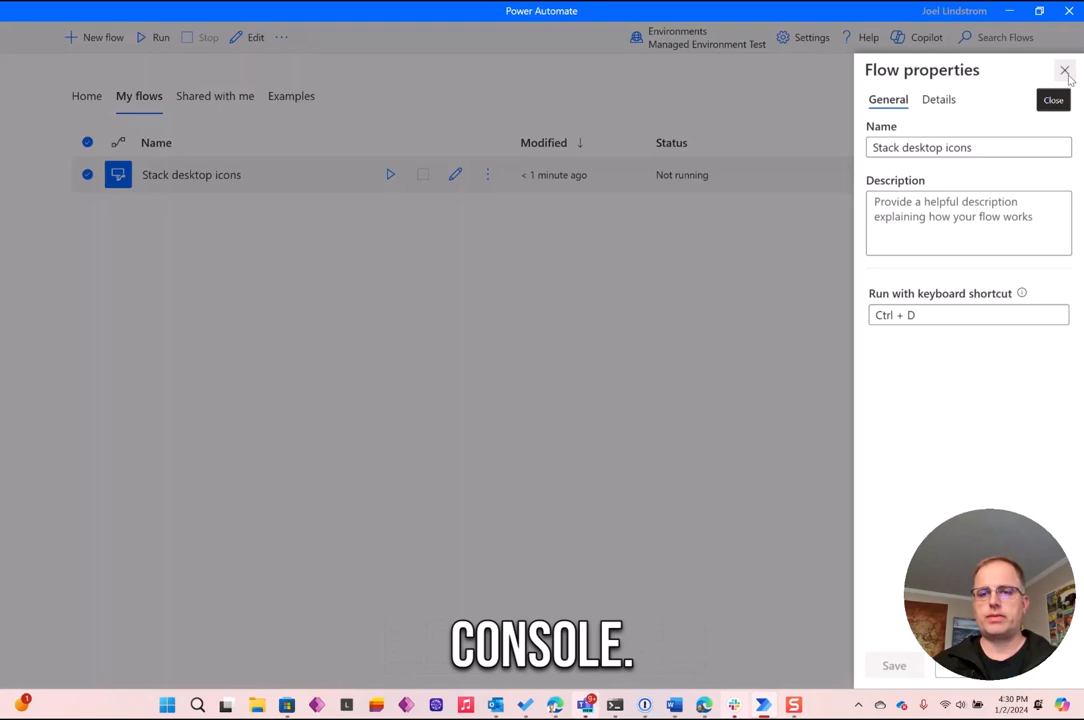 Power Automate
Joel Lindstrom
New flow
Run
Stop
Edit
Environments
Managed Environment Test
Settings
Help
Copilot
Search Flows
Home
My flows
Shared with me
Examples
Name
Modified
Status
Stack desktop icons
< 1 minute ago
Not running
Flow properties
Close
General
Details
Name
Stack desktop icons
Description
Provide a helpful description
explaining how your flow works
Run with keyboard shortcut
Ctrl + D
Save
CONSOLE.
1
9+
4:30 PM
1/2/2024